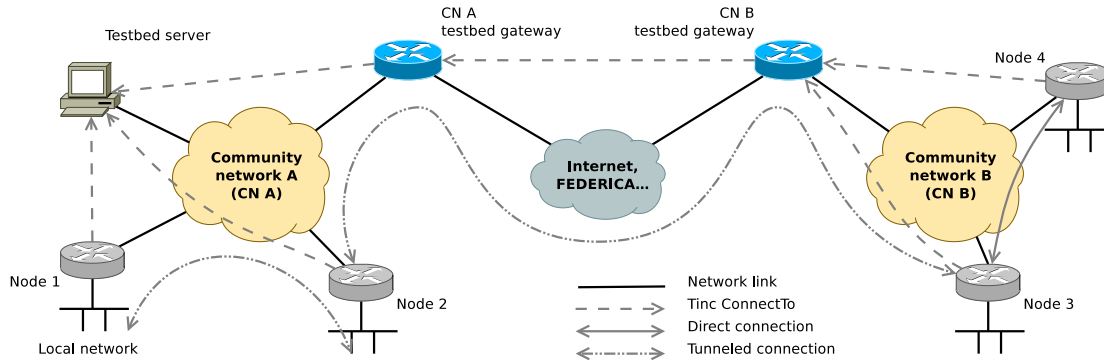 CN A
testbed gateway
CN B
testbed gateway
Testbed server
Node 4
Community
network A
(CN A)
Internet,
FEDERICA...
Community
network B
(CN B)
Node 1
Node 2
Node 3
Local network
Network link
Tinc ConnectTo
Direct connection
Tunneled connection